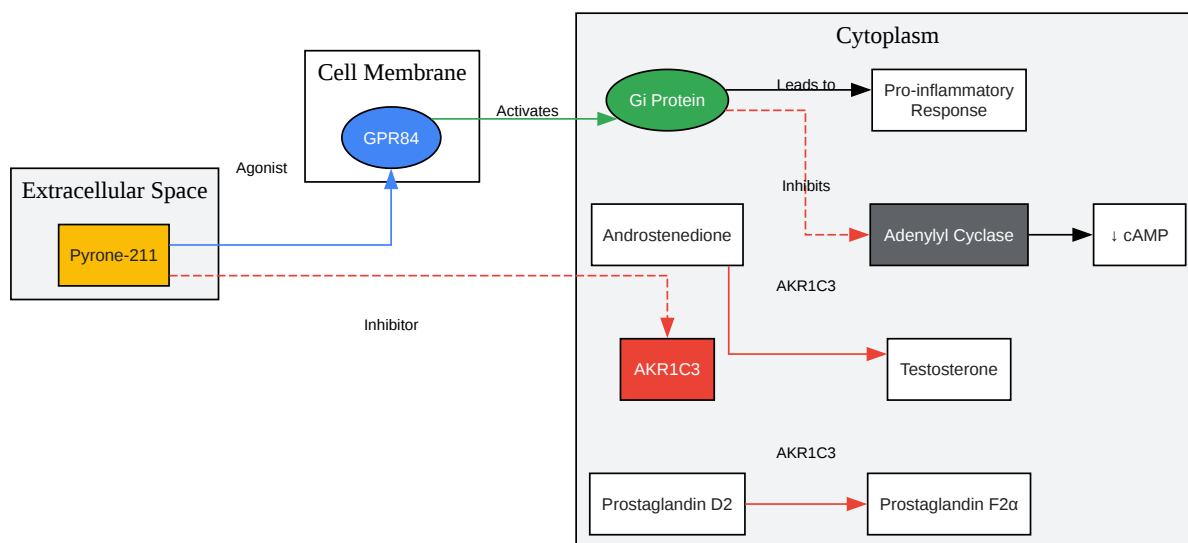 Cytoplasm
Cell Membrane
Gi Protein
Leads to
Pro-inflammatory
Response
GPR84
Activates
Agonist
Extracellular Space
Pyrone-211
Inhibits
Androstenedione
Adenylyl Cyclase
↓ cAMP
AKR1C3
Inhibitor
AKR1C3
Testosterone
AKR1C3
Prostaglandin D2
Prostaglandin F2α